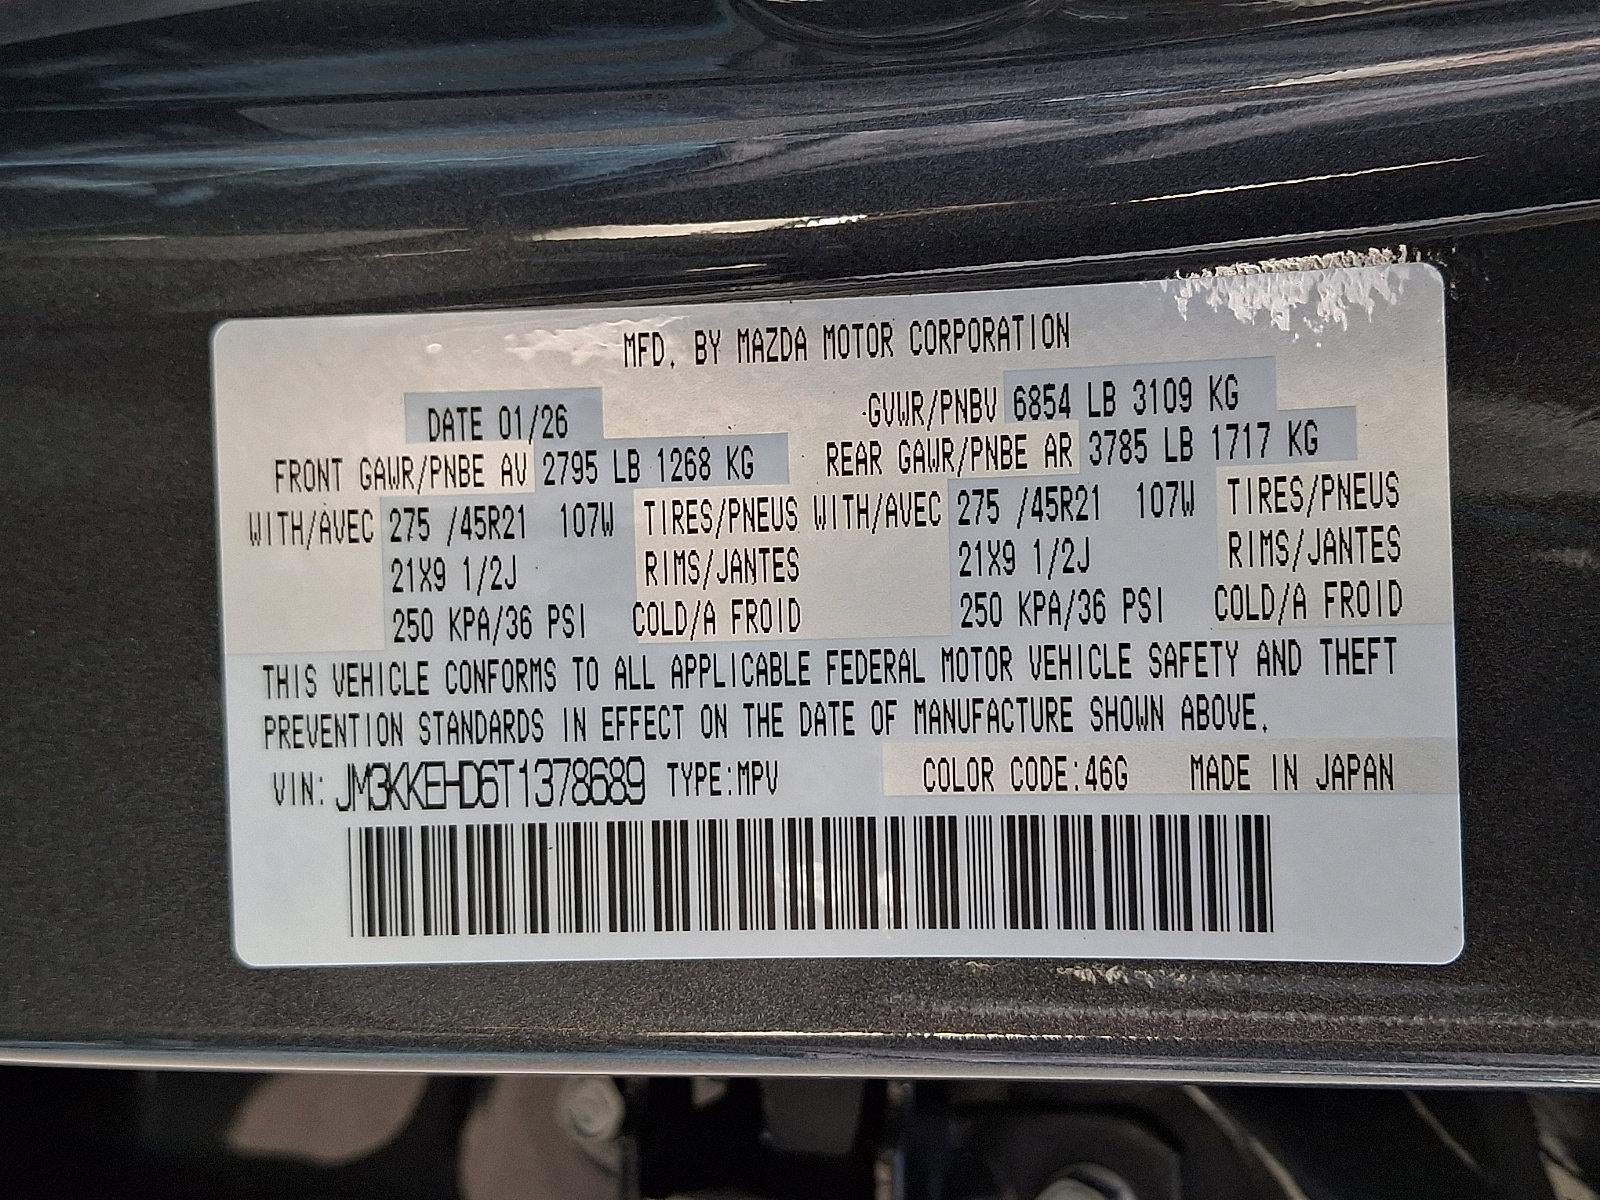 MFD. BY MAZDA MOTOR CORPORATION
DATE 01/26 GVWR/PNBV 6854 LB 3109 KG
FRONT GAWR/PNBE AV 2795 LB 1268 KG REAR GAWR/PNBE AR 3785 LB 1717 KG
WITH/AVEC 275 /45R21 107W TIRES/PNEUS WITH/AVEC 275 /45R21 107W TIRES/PNEUS
21X9 1/2J RIMS/JANTES 21X9 1/2J RIMS/JANTES
250 KPA/36 PSI COLD/A FROID 250 KPA/36 PSI COLD/A FROID
THIS VEHICLE CONFORMS TO ALL APPLICABLE FEDERAL MOTOR VEHICLE SAFETY AND THEFT
PREVENTION STANDARDS IN EFFECT ON THE DATE OF MANUFACTURE SHOWN ABOVE.
VIN: JM3KKEHD6T1378689 TYPE:MPV COLOR CODE:46G MADE IN JAPAN